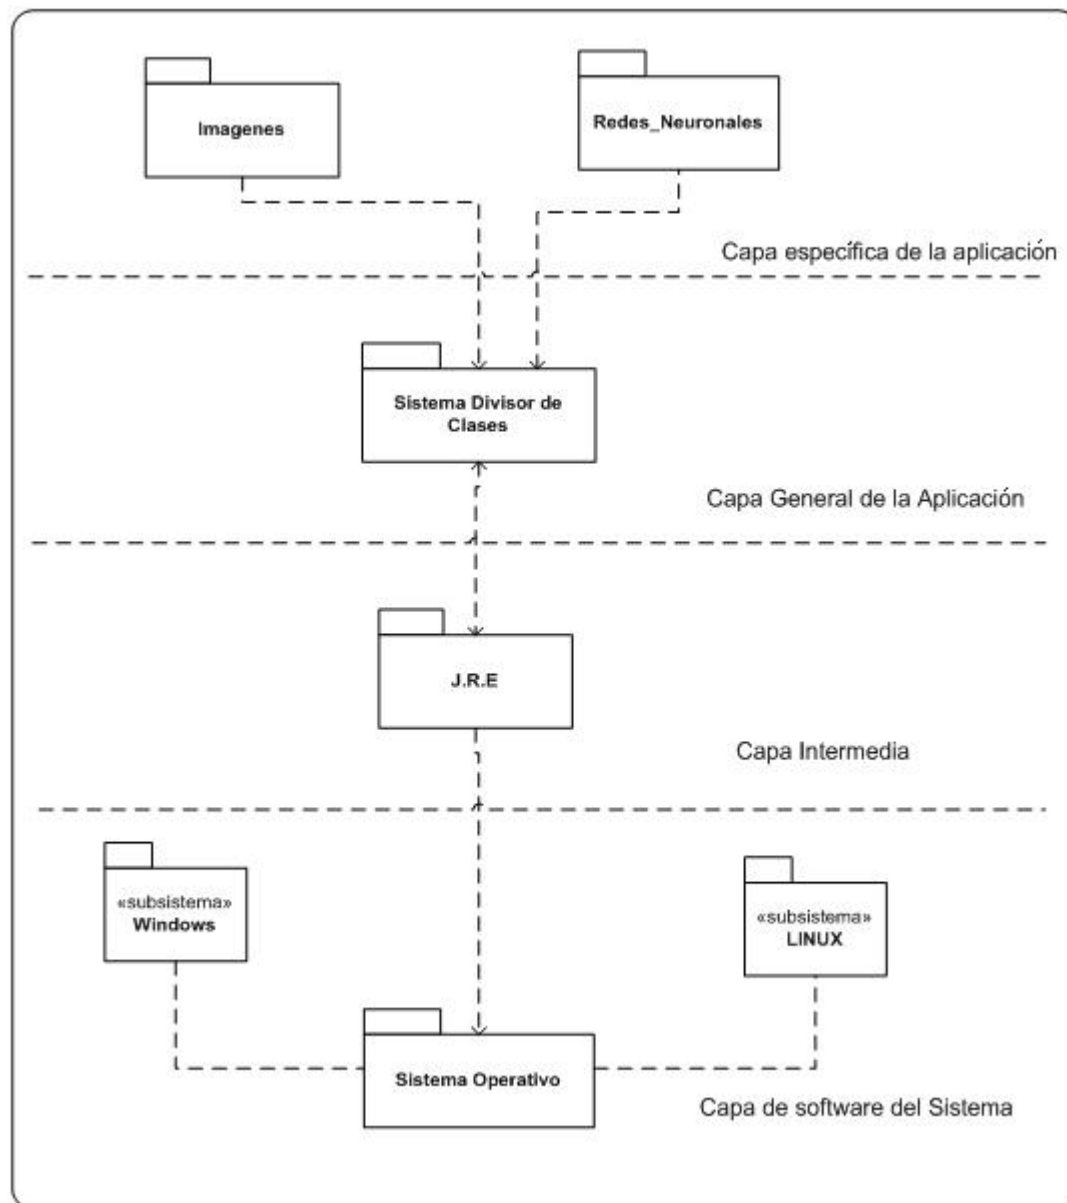 Imagenes
Redes_Neuronales
Capa específica de la aplicación
Sistema Divisor de
Clases
Capa General de la Aplicación
J.R.E
Capa Intermedia
«subsistema»
Windows
«subsistema»
LINUX
Sistema Operativo
Capa de software del Sistema